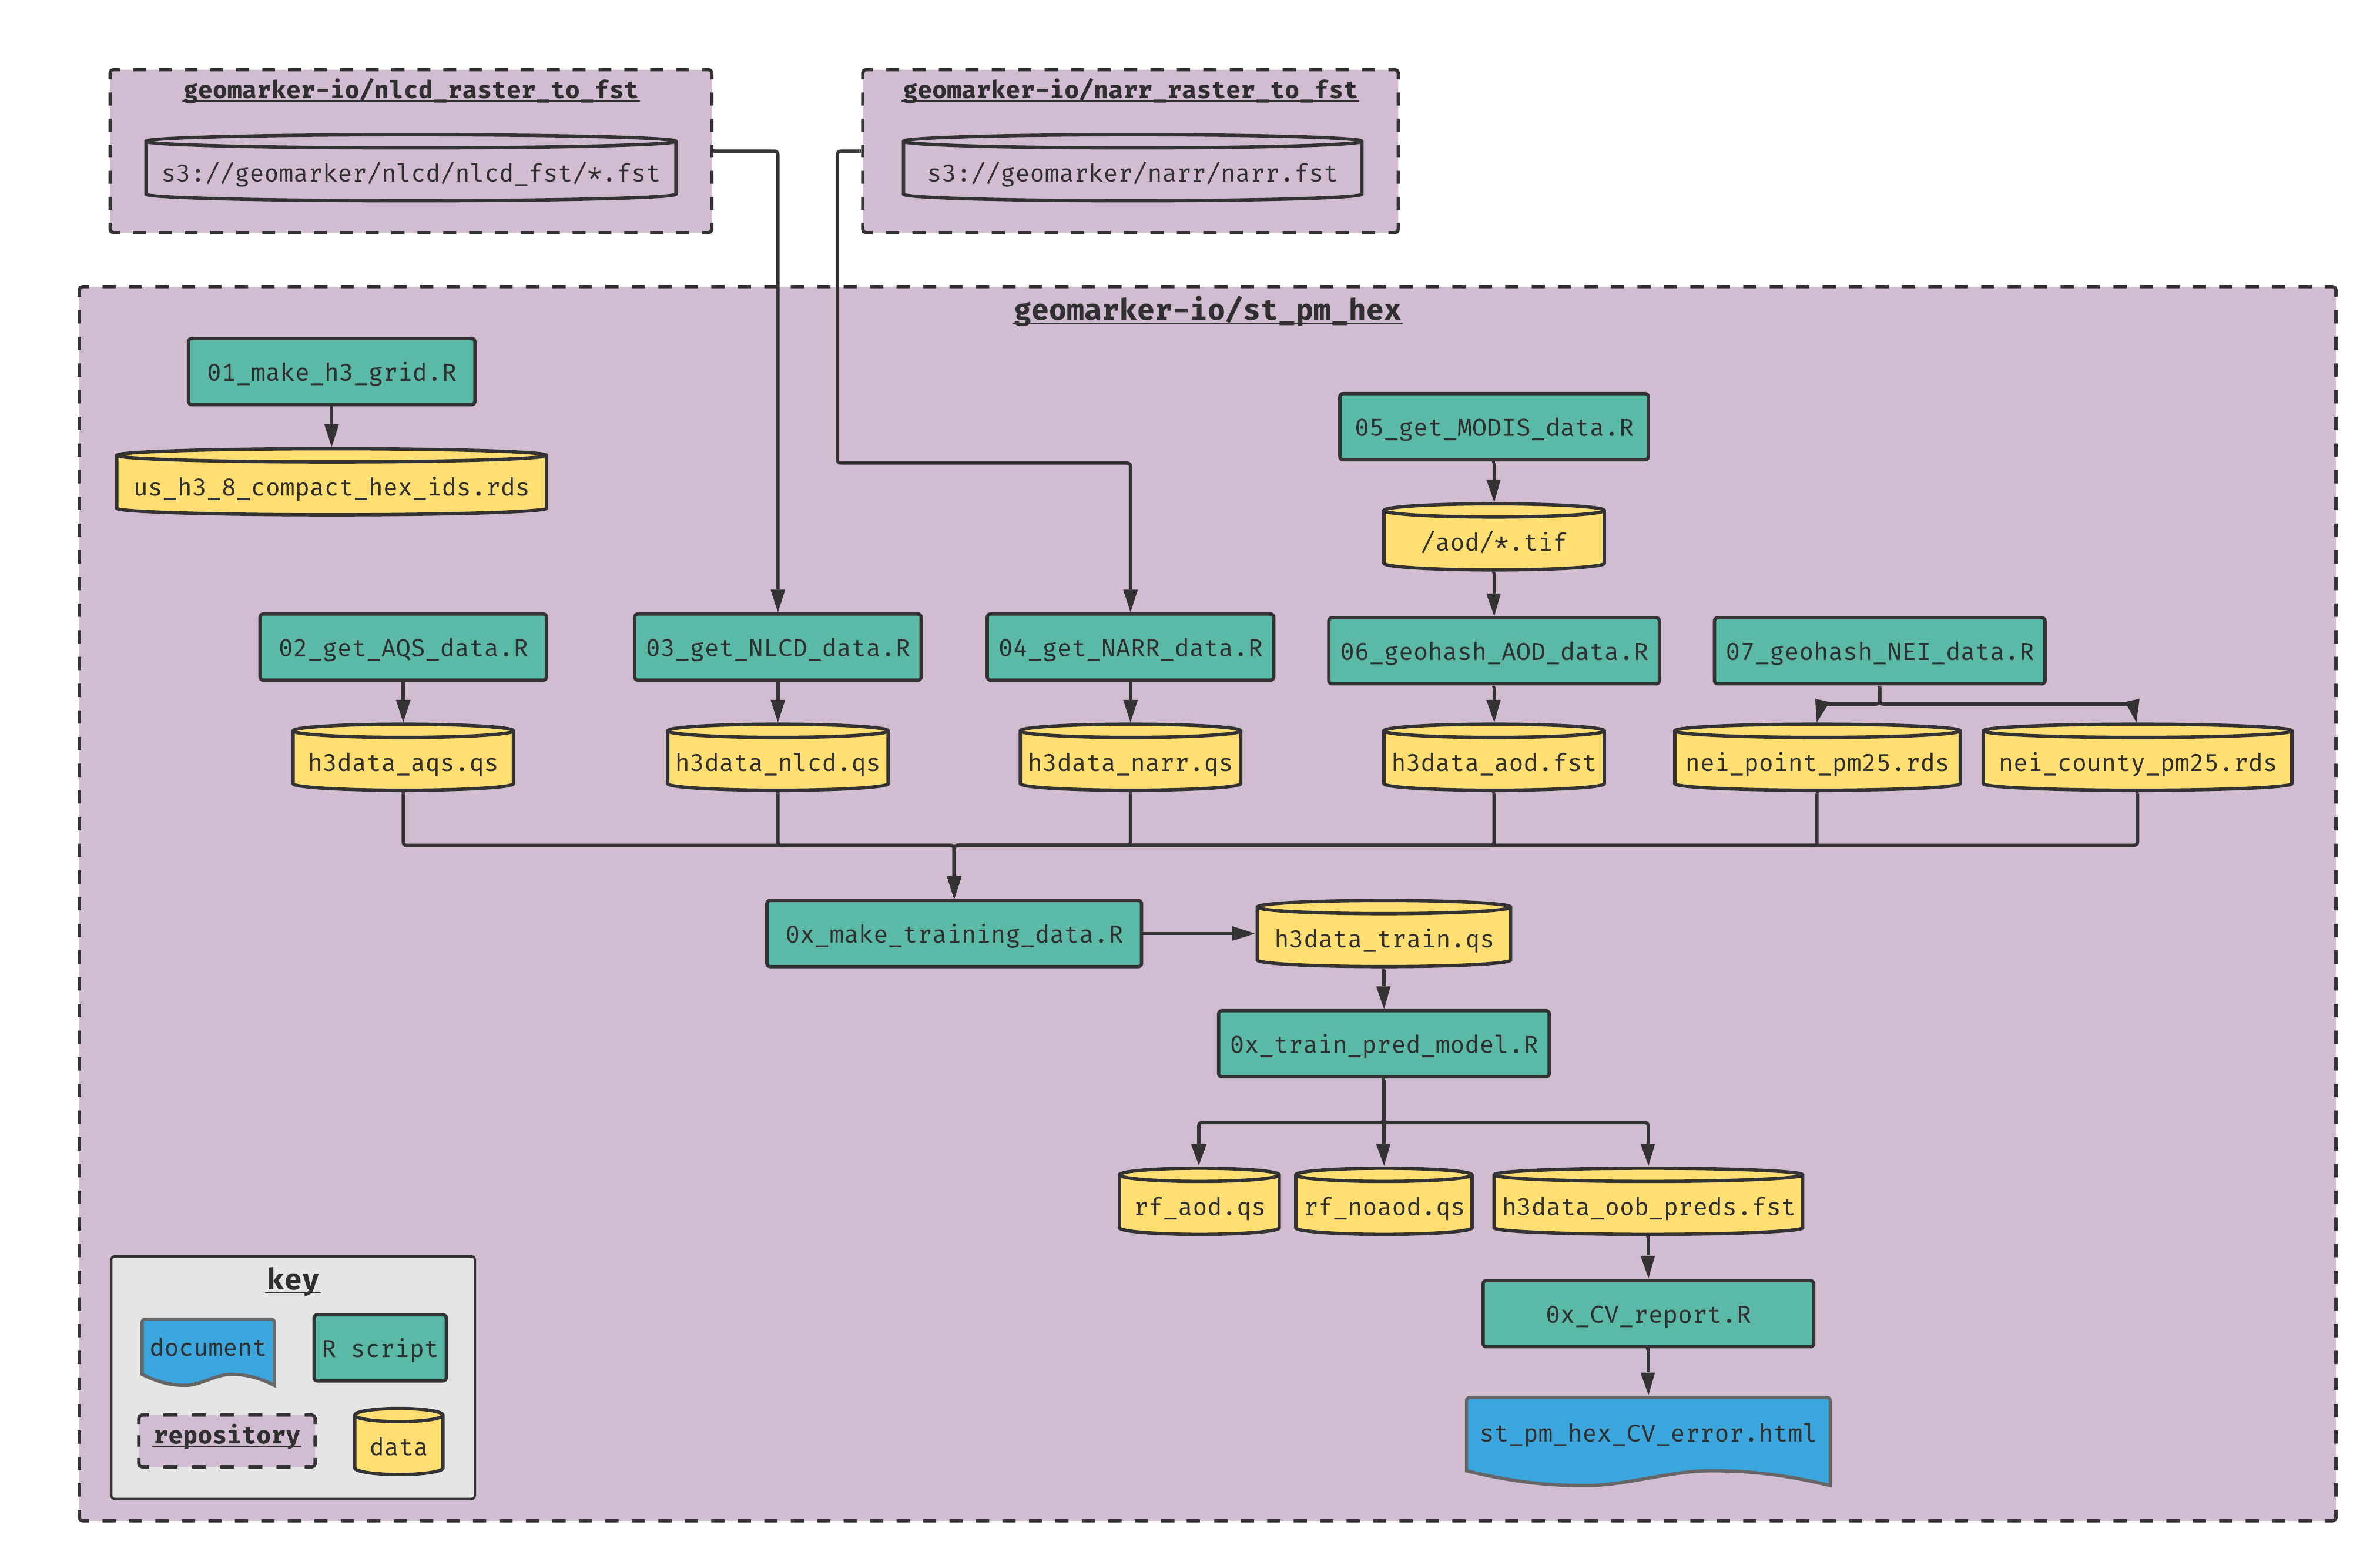 geomarker-io/nlcd_raster_to_fst
s3://geomarker/nlcd/nlcd_fst/*.fst
geomarker-io/narr_raster_to_fst
s3://geomarker/narr/narr.fst
geomarker-io/st_pm_hex
01_make_h3_grid.R
us_h3_8_compact_hex_ids.rds
05_get_MODIS_data.R
/aod/*.tif
02_get_AQS_data.R
03_get_NLCD_data.R
04_get_NARR_data.R
06_geohash_AOD_data.R
07_geohash_NEI_data.R
h3data_aqs.qs
h3data_nlcd.qs
h3data_narr.qs
h3data_aod.fst
nei_point_pm25.rds
nei_county_pm25.rds
0x_make_training_data.R
h3data_train.qs
0x_train_pred_model.R
rf_aod.qs
rf_noaod.qs
h3data_oob_preds.fst
0x_CV_report.R
st_pm_hex_CV_error.html
key
document
R script
repository
data